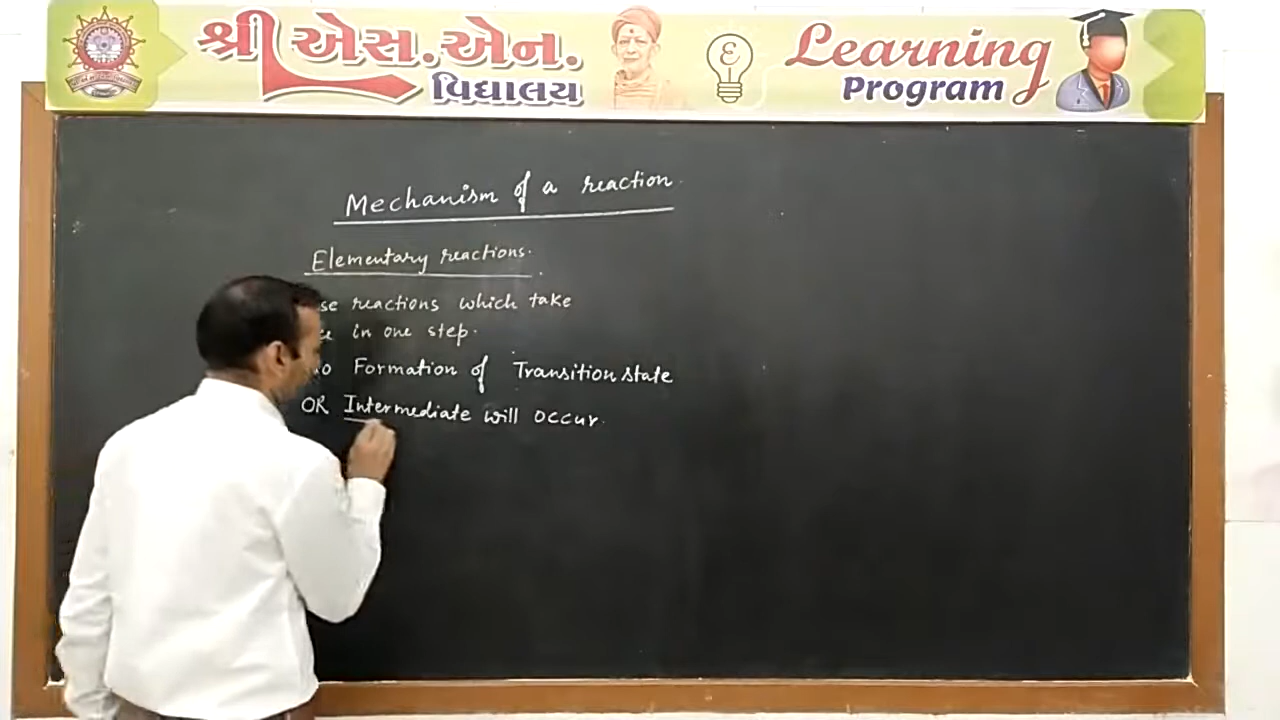 શ્રી એસ.એન.
વિદ્યાલય
Learning
Program
Mechanism of a reaction.
Elementary reactions.
reactions which take
in one step.
Formation of Transition state
OR Intermediate will occur.